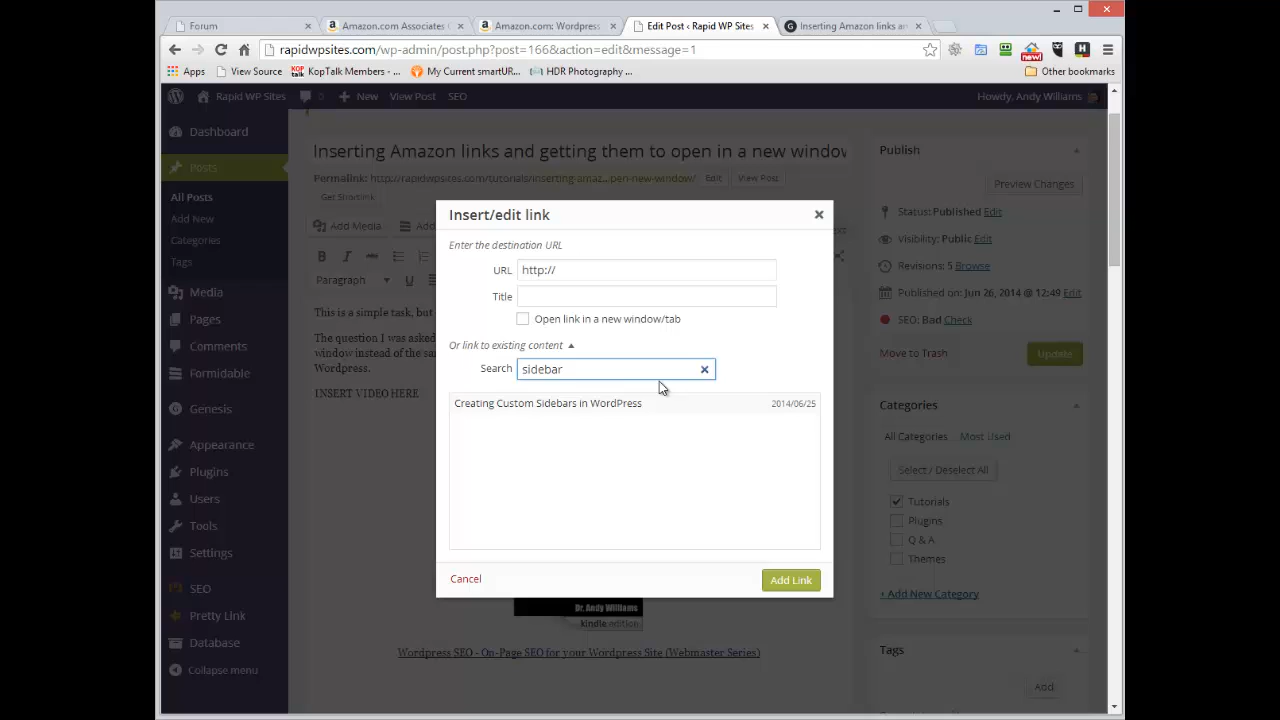 Forum
Amazon.com Associates C
Amazon.com: Wordpress
Edit Post ‹ Rapid WP Sites
Inserting Amazon links an
rapidwpsites.com/wp-admin/post.php?post=166&action=edit&message=1
Apps
View Source
KOP talk
KopTalk Members - ...
My Current smartUR...
HDR Photography ...
new!
Other bookmarks
Rapid WP Sites
0
New
View Post
SEO
Howdy, Andy Williams
Dashboard
Posts
All Posts
Add New
Categories
Tags
Media
Pages
Comments
Formidable
Genesis
Appearance
Plugins
Users
Tools
Settings
SEO
Pretty Link
Database
Collapse menu
Inserting Amazon links and getting them to open in a new window
Permalink: http://rapidwpsites.com/tutorials/inserting-amaz...pen-new-window/
Edit
View Post
Get Shortlink
Add Media
Add
B I ABC
Paragraph
U
This is a simple task, but
The question I was asked
window instead of the sa
Wordpress:
INSERT VIDEO HERE
Insert/edit link
Enter the destination URL
URL
http://
Title
Open link in a new window/tab
Or link to existing content
Search
sidebar
Creating Custom Sidebars in WordPress
2014/06/25
Cancel
Add Link
Dr. Andy Williams
kindle edition
Wordpress SEO - On-Page SEO for your Wordpress Site (Webmaster Series)
Publish
Preview Changes
Status: Published Edit
Visibility: Public Edit
Revisions: 5 Browse
Published on: Jun 26, 2014 @ 12:49 Edit
SEO: Bad Check
Move to Trash
Update
Categories
All Categories
Most Used
Select / Deselect All
Tutorials
Plugins
Q & A
Themes
+ Add New Category
Tags
Add